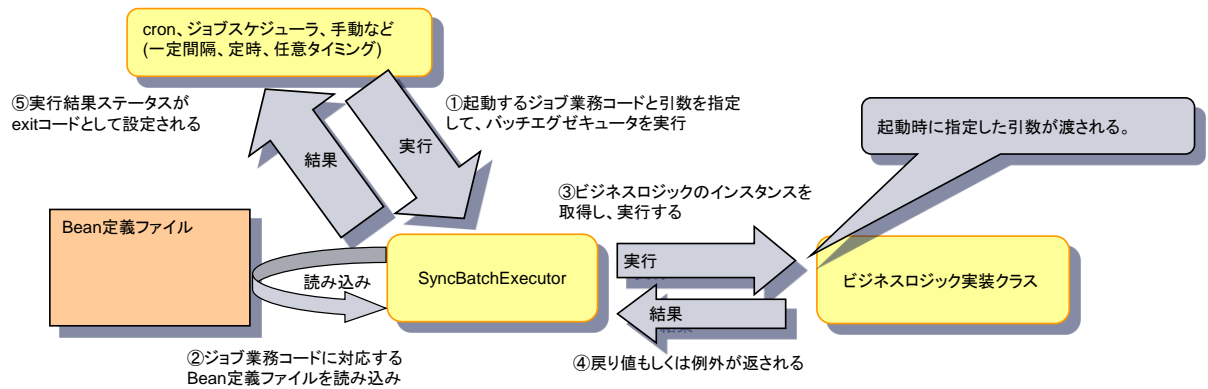 cron、ジョブスケジューラ、手動など
(一定間隔、定時、任意タイミング)
⑤実行結果ステータスが
exitコードとして設定される
①起動するジョブ業務コードと引数を指定
して、バッチエグゼキュータを実行
起動時に指定した引数が渡される。
結果
実行
③ビジネスロジックのインスタンスを
取得し、実行する
Bean定義ファイル
読み込み
SyncBatchExecutor
実行
結果
ビジネスロジック実装クラス
②ジョブ業務コードに対応する
Bean定義ファイルを読み込み
④戻り値もしくは例外が返される